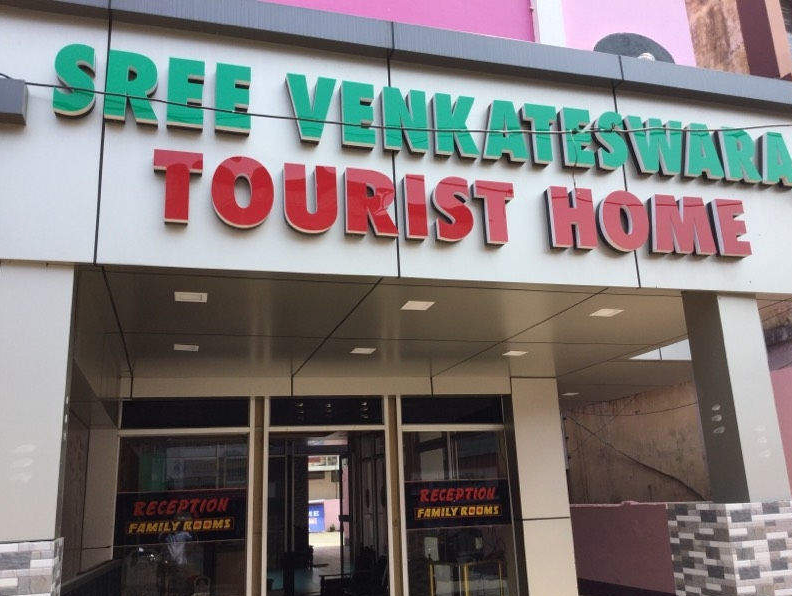 SREE VENKATESWARA
TOURIST HOME
RECEPTION
FAMILY ROOMS
RECEPTION
FAMILY ROOMS